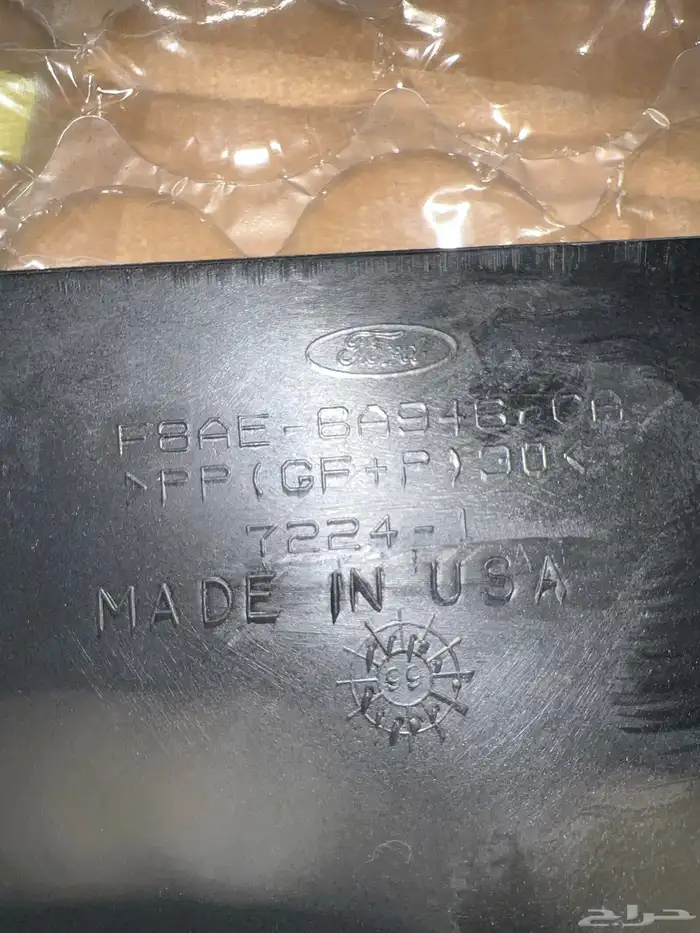 Ford
F8AE-8A946-CA
>PP(GF+P)30<
7224-1
MADE IN USA
99
حراج